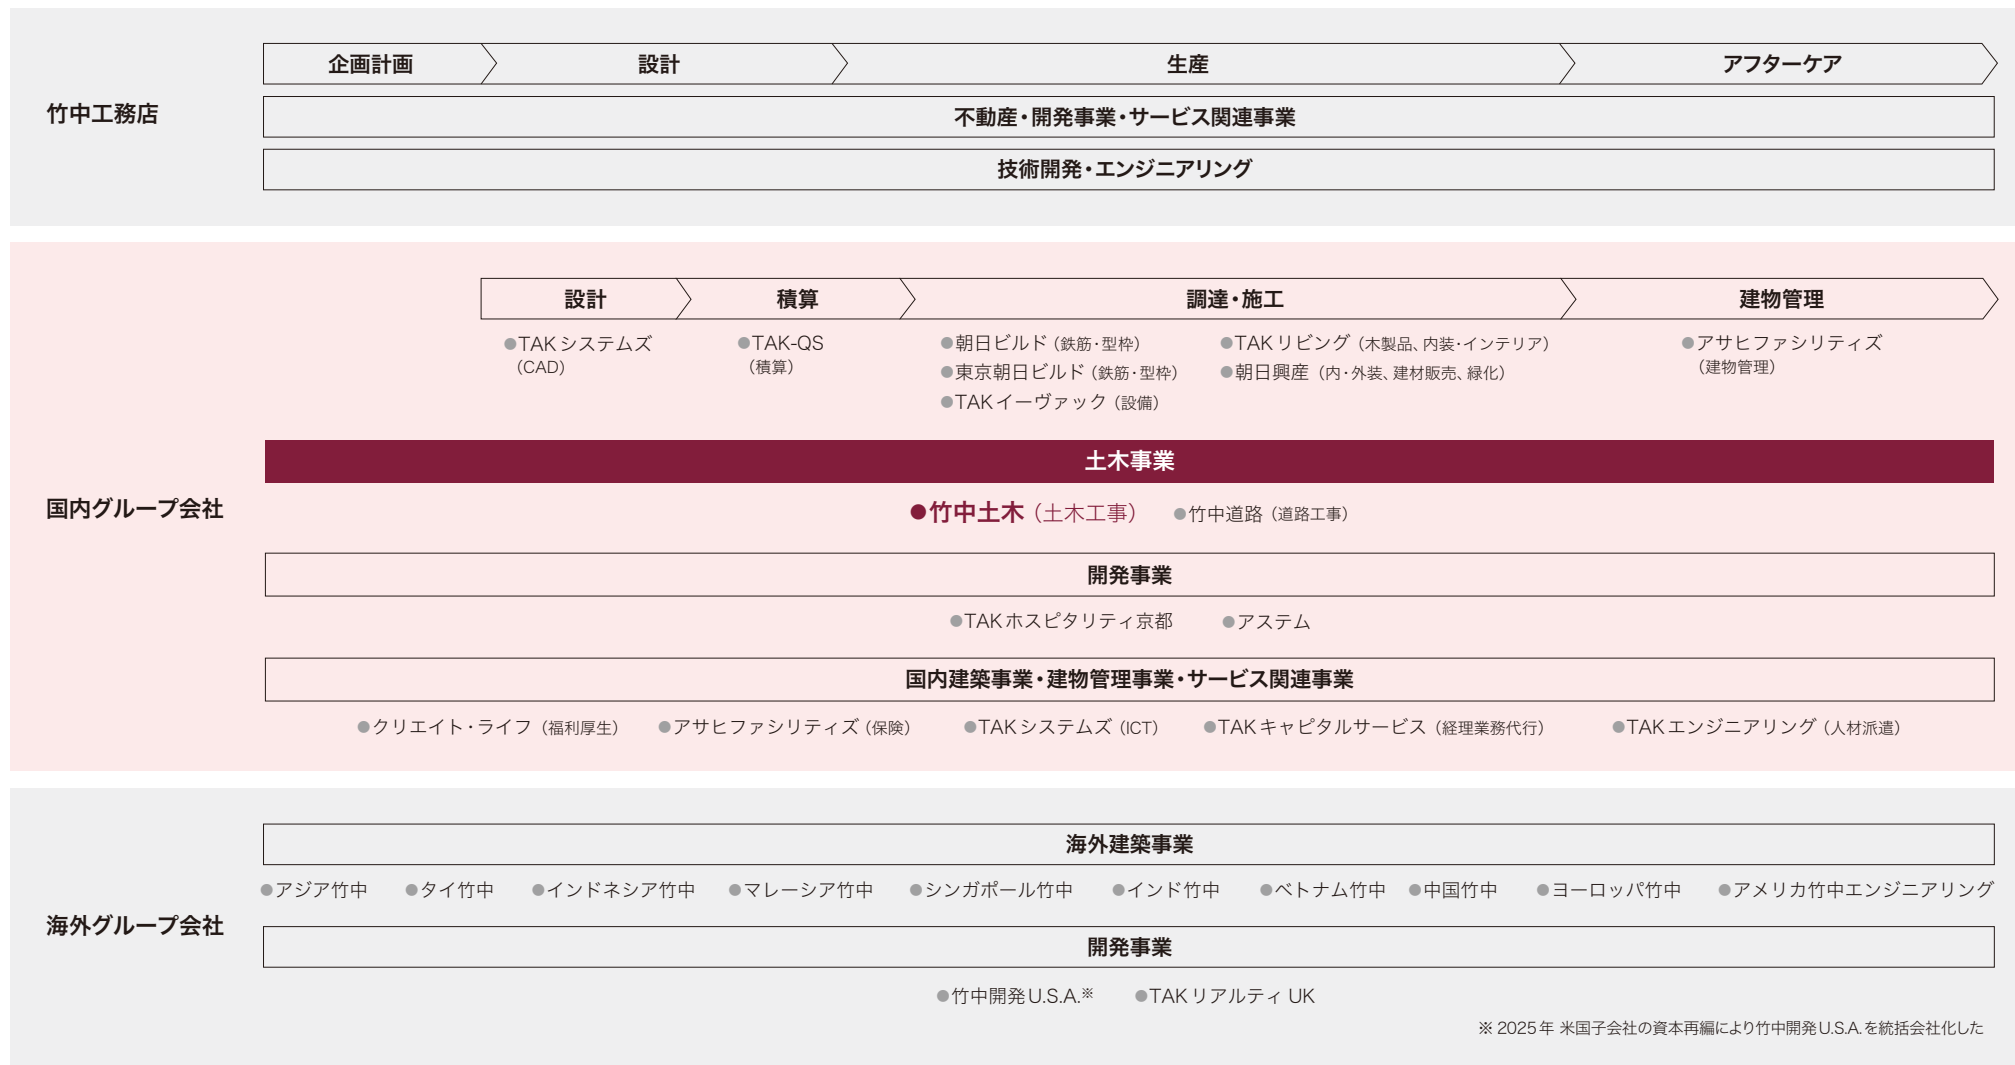 竹中工務店
企画計画
設計
生産
アフターケア
不動産・開発事業・サービス関連事業
技術開発・エンジニアリング
国内グループ会社
設計
積算
調達・施工
建物管理
●TAKシステムズ
（CAD）
●TAK-QS
（積算）
●朝日ビルド（鉄筋・型枠）
●東京朝日ビルド（鉄筋・型枠）
●TAKイーヴァック（設備）
●TAKリビング（木製品、内装・インテリア）
●朝日興産（内・外装、建材販売、緑化）
●アサヒファシリティズ
（建物管理）
土木事業
●竹中土木（土木工事） ●竹中道路（道路工事）
開発事業
●TAKホスピタリティ京都 ●アステム
国内建築事業・建物管理事業・サービス関連事業
●クリエイト・ライフ（福利厚生） ●アサヒファシリティズ（保険） ●TAKシステムズ（ICT） ●TAKキャピタルサービス（経理業務代行） ●TAKエンジニアリング（人材派遣）
海外グループ会社
海外建築事業
●アジア竹中 ●タイ竹中 ●インドネシア竹中 ●マレーシア竹中 ●シンガポール竹中 ●インド竹中 ●ベトナム竹中 ●中国竹中 ●ヨーロッパ竹中 ●アメリカ竹中エンジニアリング
開発事業
●竹中開発U.S.A.※ ●TAKリアルティ UK
※ 2025年 米国子会社の資本再編により竹中開発U.S.A.を統括会社化した